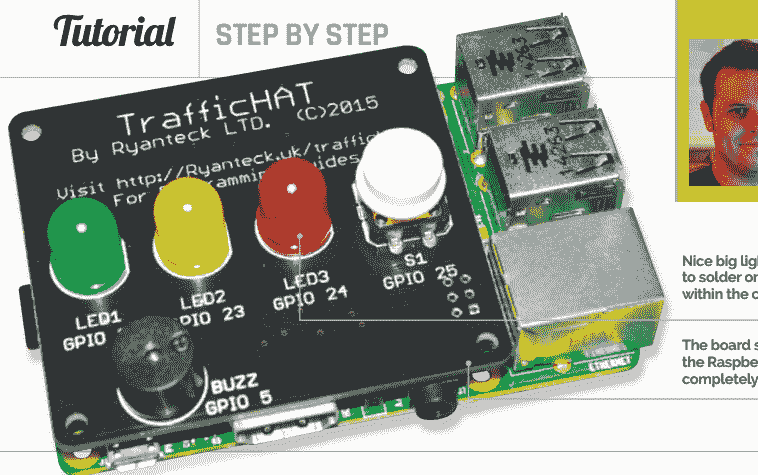 Tutorial STEP BY STEP
TrafficHAT
By Ryanteck LTD. (C)2015
Visit http://Ryanteck.uk/traffic
For
LED1
GPIO
LED2
GPIO 23
LED3
GPIO 24
S1
GPIO 25
BUZZ
GPIO 5
ETHERNET
Nice big lig
to solder or
within the c
The board s
the Raspbe
completely